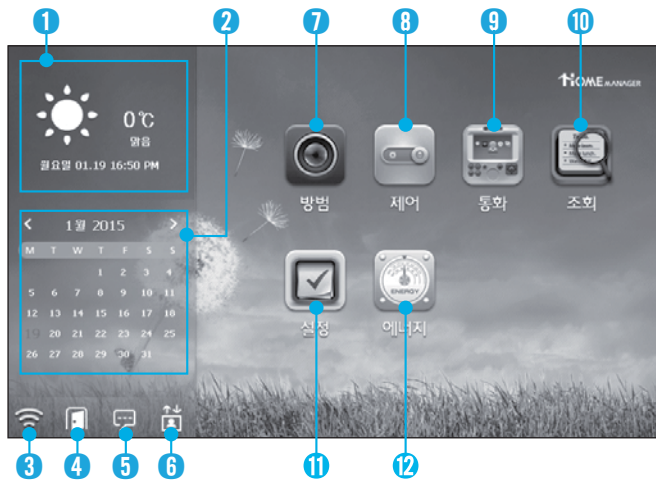 1 2 7 8 9 10
HOME MANAGER
0℃
맑음
월요일 01.19 16:50 PM
방범 제어 통화 조회
< 1월 2015 >
M T W T F S S
1 2 3 4
5 6 7 8 9 10 11
12 13 14 15 16 17 18
19 20 21 22 23 24 25
26 27 28 29 30 31
ENERGY
설정 에너지
11 12
3 4 5 6